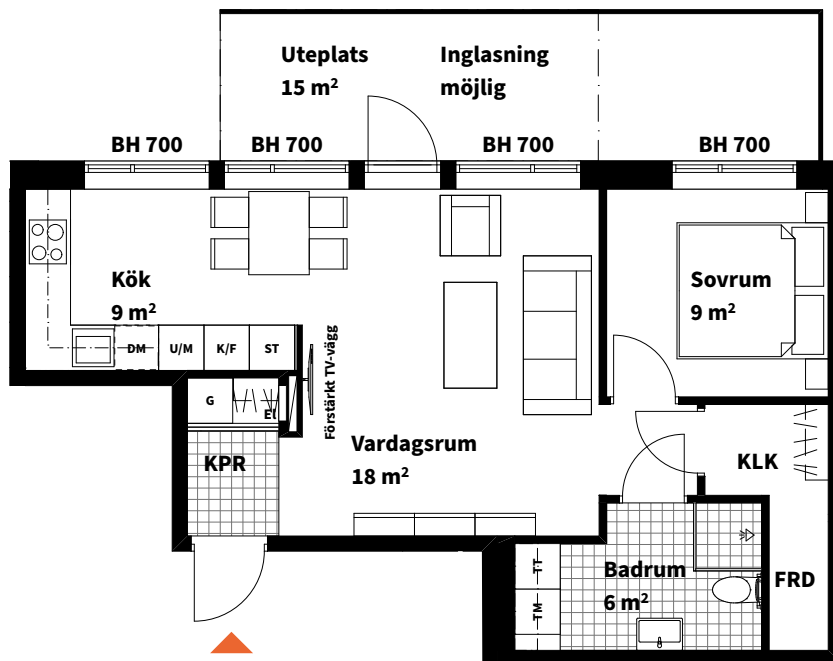 Uteplats
15 m²
Inglasning
möjlig
BH 700
BH 700
BH 700
BH 700
Kök
9 m²
Sovrum
9 m²
DM
U/M
K/F
ST
Förstärkt TV-vägg
G
El
KPR
Vardagsrum
18 m²
KLK
TT
TM
Badrum
6 m²
FRD